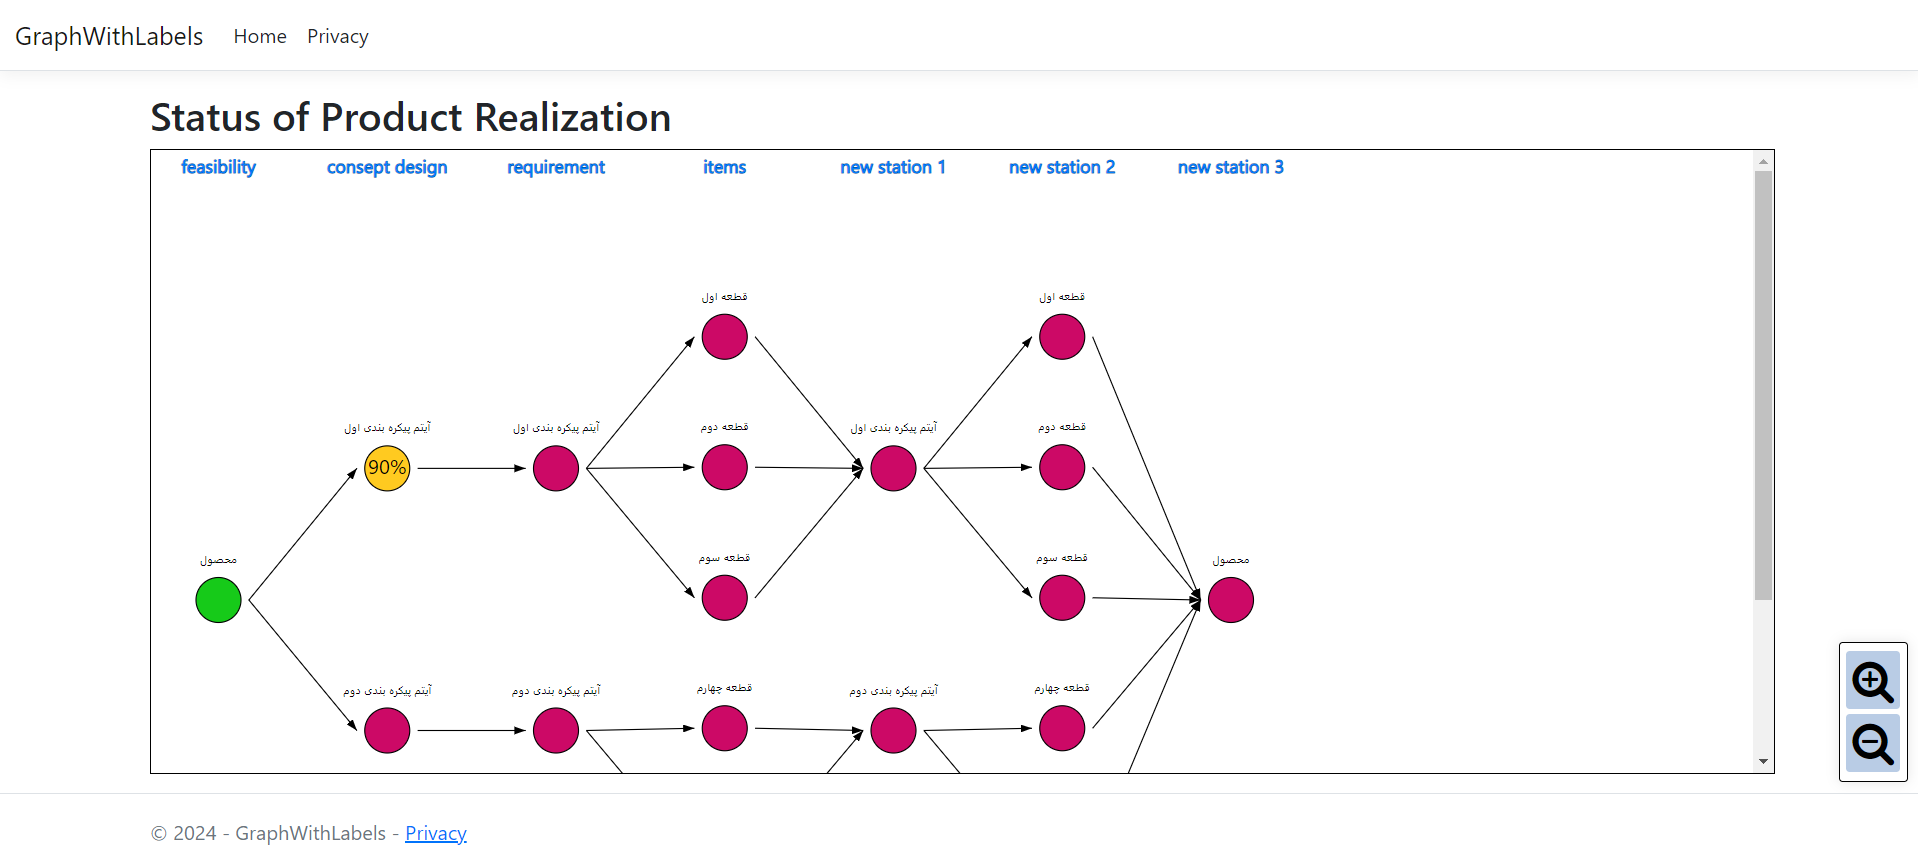 GraphWithLabels Home Privacy
Status of Product Realization
feasibility consept design requirement items new station 1 new station 2 new station 3
قطعه اول
قطعه اول
آیتم پیکره بندی اول
آیتم پیکره بندی اول
قطعه دوم
آیتم پیکره بندی اول
قطعه دوم
90%
محصول
قطعه سوم
قطعه سوم
محصول
آیتم پیکره بندی دوم
آیتم پیکره بندی دوم
قطعه چهارم
آیتم پیکره بندی دوم
قطعه چهارم
© 2024 - GraphWithLabels - Privacy